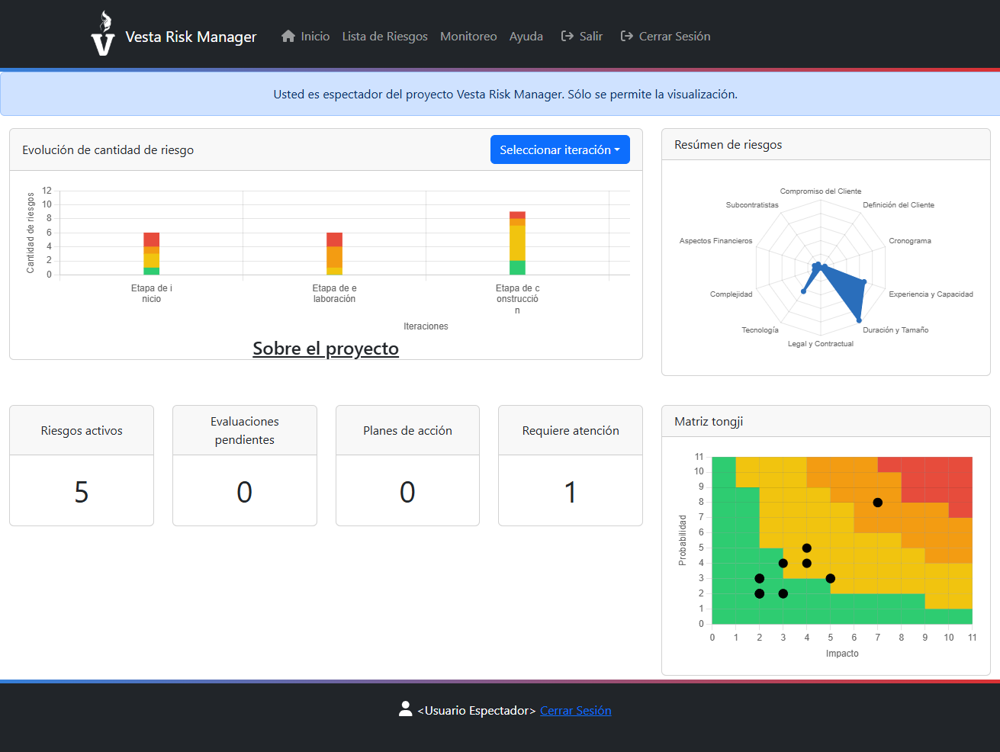 Vesta Risk Manager
Inicio
Lista de Riesgos
Monitoreo
Ayuda
Salir
Cerrar Sesión
Usted es espectador del proyecto Vesta Risk Manager. Sólo se permite la visualización.
Evolución de cantidad de riesgo
Seleccionar iteración
Cantidad de riesgos
12
10
8
6
4
2
0
Etapa de i
nicio
Etapa de e
laboración
Etapa de c
onstrucció
n
Iteraciones
Sobre el proyecto
Resúmen de riesgos
Compromiso del Cliente
Definición del Cliente
Cronograma
Experiencia y Capacidad
Duración y Tamaño
Legal y Contractual
Tecnología
Complejidad
Aspectos Financieros
Subcontratistas
Riesgos activos
5
Evaluaciones
pendientes
0
Planes de acción
0
Requiere atención
1
Matriz tongji
Probabilidad
11
10
9
8
7
6
5
4
3
2
1
0
0 1 2 3 4 5 6 7 8 9 10 11
Impacto
<Usuario Espectador> Cerrar Sesión